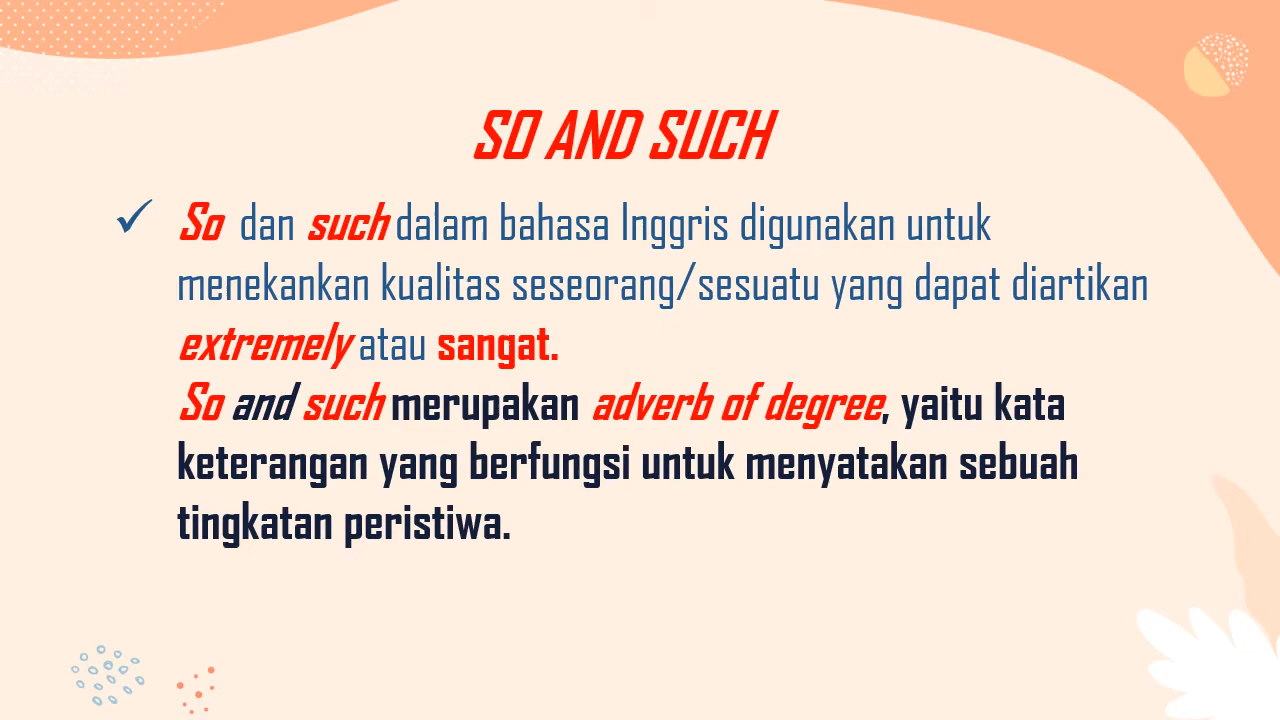 SO AND SUCH
So dan such dalam bahasa Inggris digunakan untuk
menekankan kualitas seseorang/sesuatu yang dapat diartikan
extremely atau sangat.
So and such merupakan adverb of degree, yaitu kata
keterangan yang berfungsi untuk menyatakan sebuah
tingkatan peristiwa.